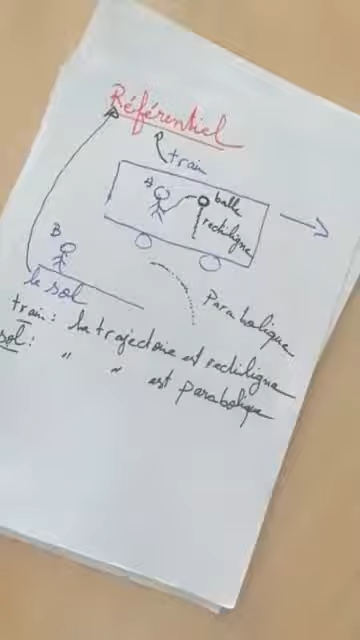 Référentiel
train
A
balle
rectiligne
B
le sol
Parabolique
train : la trajectoire est rectiligne
sol : " " est parabolique